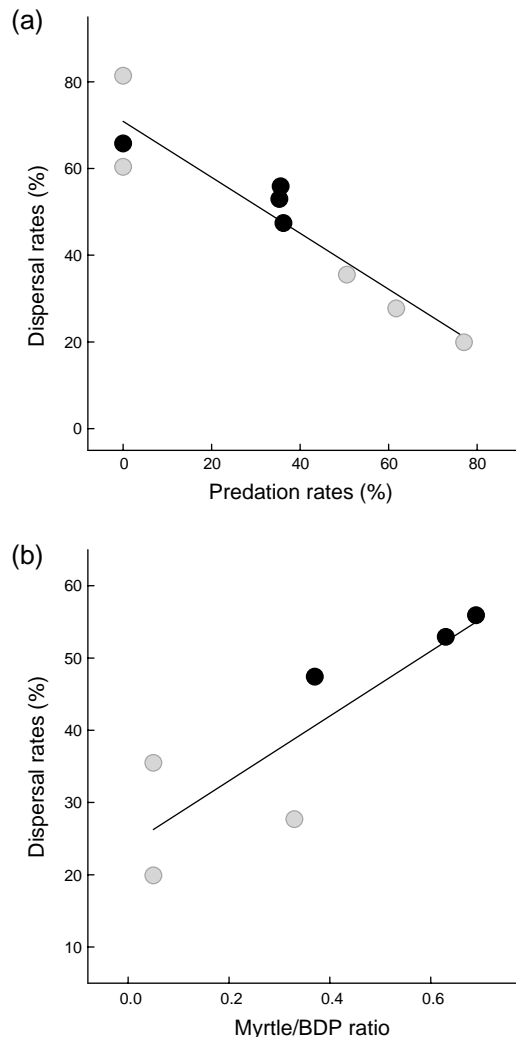 (a)
80
60
40
20
0
Dispersal rates (%)
0 20 40 60 80
Predation rates (%)
(b)
60
50
40
30
20
10
Dispersal rates (%)
0.0 0.2 0.4 0.6
Myrtle/BDP ratio